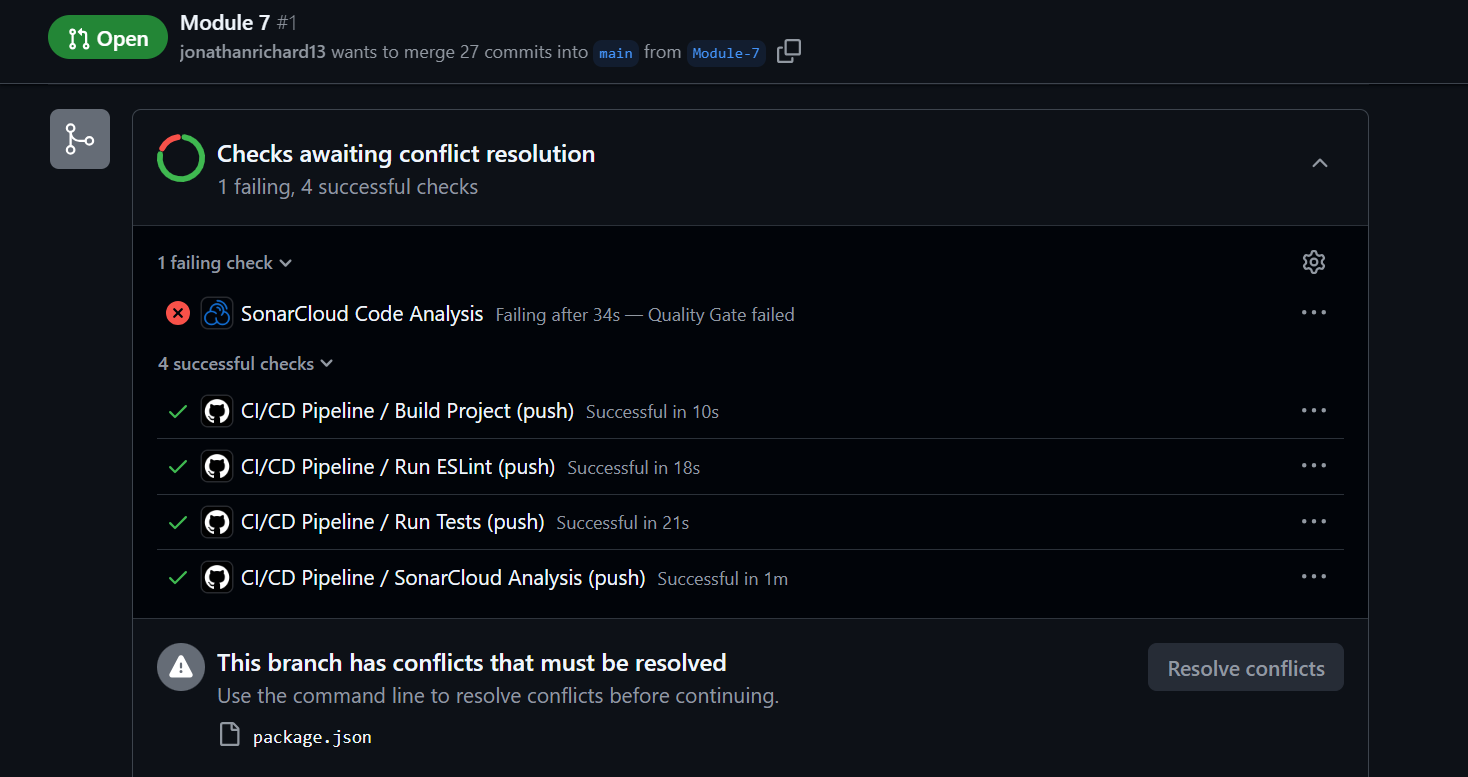 Open
Module 7 #1
jonathanrichard13 wants to merge 27 commits into main from Module-7
Checks awaiting conflict resolution
1 failing, 4 successful checks
1 failing check
SonarCloud Code Analysis Failing after 34s — Quality Gate failed
4 successful checks
CI/CD Pipeline / Build Project (push) Successful in 10s
CI/CD Pipeline / Run ESLint (push) Successful in 18s
CI/CD Pipeline / Run Tests (push) Successful in 21s
CI/CD Pipeline / SonarCloud Analysis (push) Successful in 1m
This branch has conflicts that must be resolved
Use the command line to resolve conflicts before continuing.
Resolve conflicts
package.json